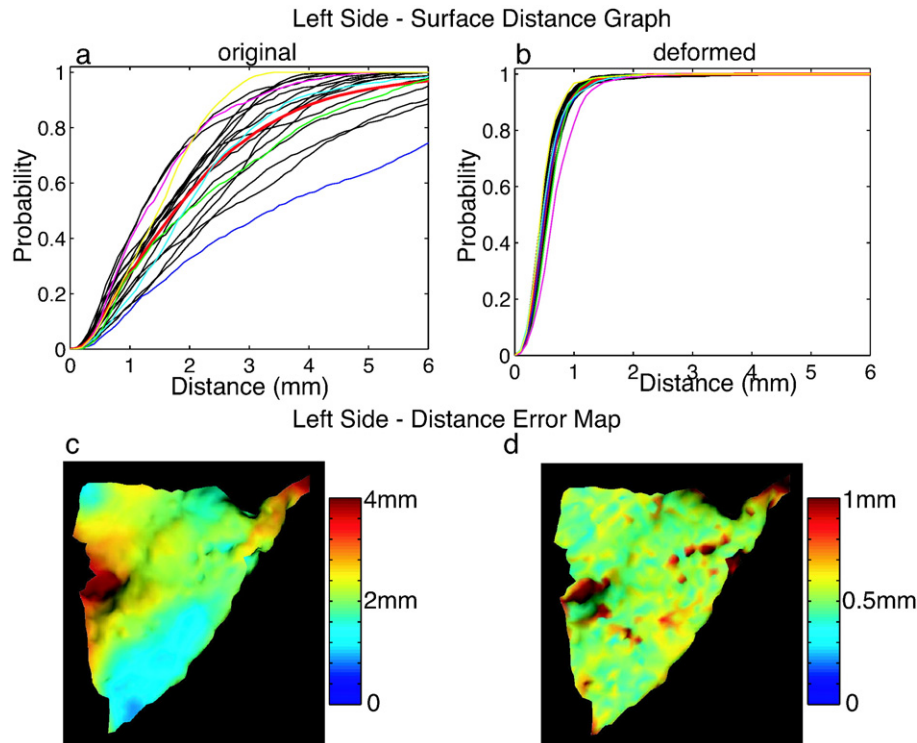 Left Side - Surface Distance Graph
a
original
b
deformed
1
0.8
0.6
0.4
0.2
0
Probability
0 1 2 3 4 5 6
Distance (mm)
1
0.8
0.6
0.4
0.2
0
Probability
0 1 2 3 4 5 6
Distance (mm)
Left Side - Distance Error Map
c
d
4mm
2mm
0
1mm
0.5mm
0